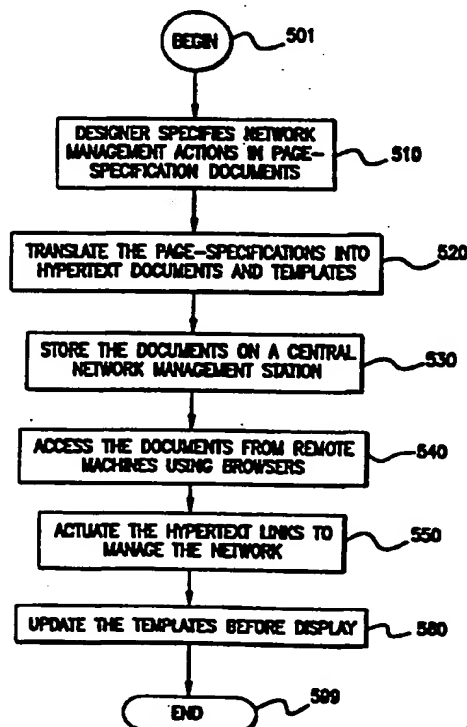 BEGIN
501
DESIGNER SPECIFIES NETWORK
MANAGEMENT ACTIONS IN PAGE-
SPECIFICATION DOCUMENTS
510
TRANSLATE THE PAGE-SPECIFICATIONS INTO
HYPERTEXT DOCUMENTS AND TEMPLATES
520
STORE THE DOCUMENTS ON A CENTRAL
NETWORK MANAGEMENT STATION
530
ACCESS THE DOCUMENTS FROM REMOTE
MACHINES USING BROWSERS
540
ACTUATE THE HYPERTEXT LINKS TO
MANAGE THE NETWORK
550
UPDATE THE TEMPLATES BEFORE DISPLAY
560
END
599